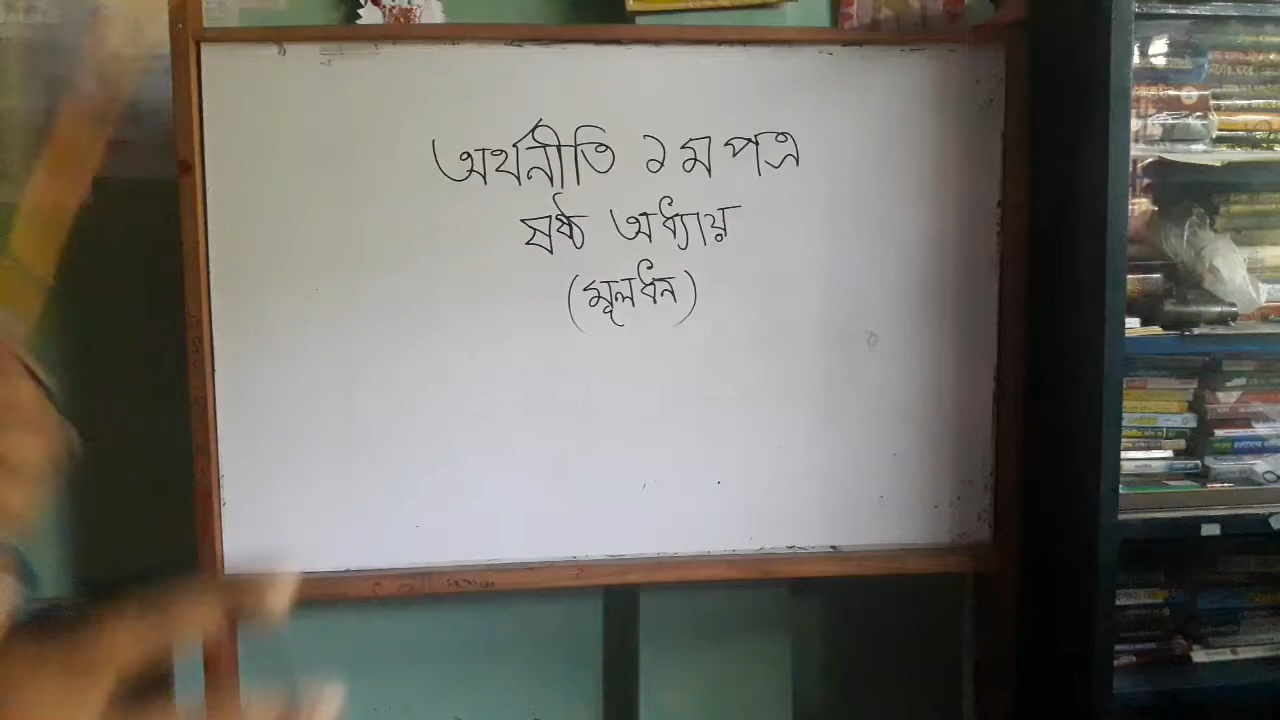 অর্থনীতি ১ম পত্র
ষষ্ঠ অধ্যায়
(মূলধন)